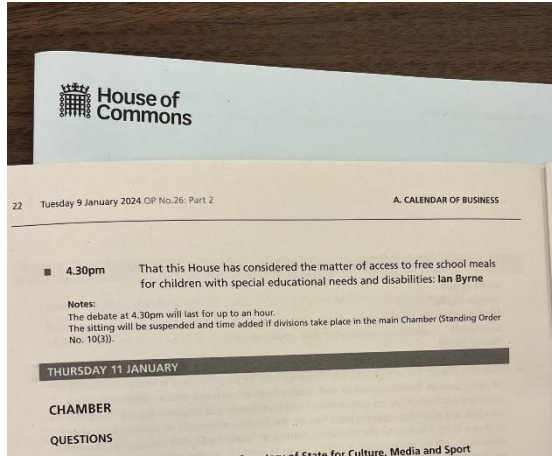 House of
Commons
22 Tuesday 9 January 2024 OP No.26: Part 2 A. CALENDAR OF BUSINESS
■ 4.30pm That this House has considered the matter of access to free school meals
for children with special educational needs and disabilities: Ian Byrne
Notes:
The debate at 4.30pm will last for up to an hour.
The sitting will be suspended and time added if divisions take place in the main Chamber (Standing Order
No. 10(3)).
THURSDAY 11 JANUARY
CHAMBER
QUESTIONS
of State for Culture, Media and Sport